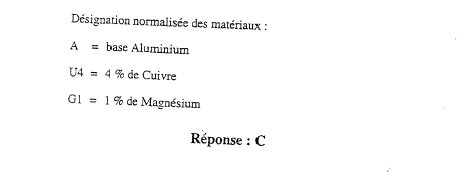 Désignation normalisée des matériaux :
A = base Aluminium
U4 = 4 % de Cuivre
G1 = 1 % de Magnésium
Réponse : C